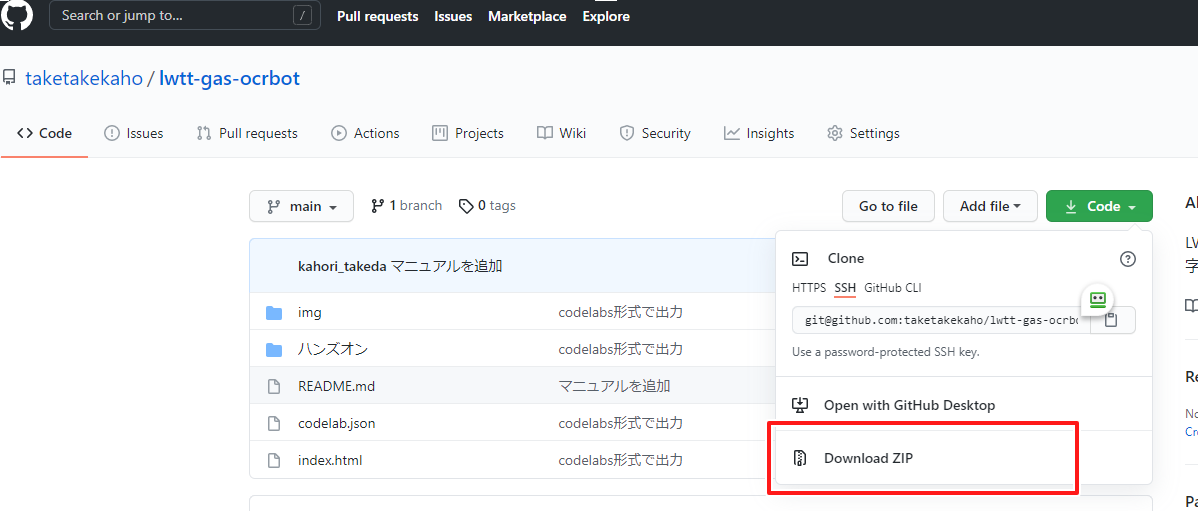 Search or jump to... /
Pull requests Issues Marketplace Explore
taketakekaho / lwtt-gas-ocrbot
Code Issues Pull requests Actions Projects Wiki Security Insights Settings
main 1 branch 0 tags Go to file Add file Code
kahori_takeda マニュアルを追加
img codelabs形式で出力
ハンズオン codelabs形式で出力
README.md マニュアルを追加
codelab.json codelabs形式で出力
index.html codelabs形式で出力
Clone
HTTPS SSH GitHub CLI
git@github.com:taketakekaho/lwtt-gas-ocrb
Use a password-protected SSH key.
Open with GitHub Desktop
Download ZIP
LW
字
Re
No
Cre
Pa